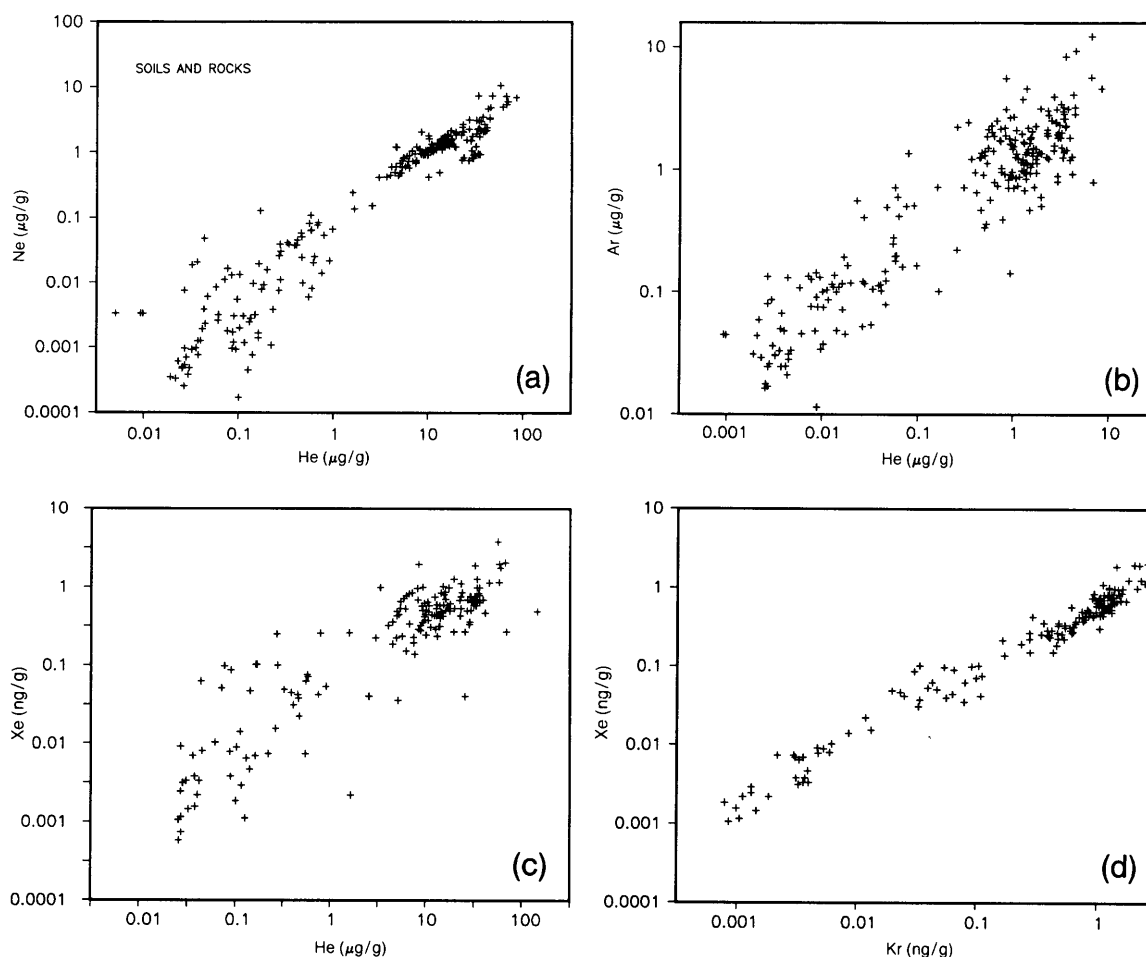 100
10
1
0.1
0.01
0.001
0.0001
Ne (μg/g)
SOILS AND ROCKS
(a)
0.01 0.1 1 10 100
He (μg/g)
10
1
0.1
0.01
Ar (μg/g)
(b)
0.001 0.01 0.1 1 10
He (μg/g)
10
1
0.1
0.01
0.001
0.0001
Xe (ng/g)
(c)
0.01 0.1 1 10 100
He (μg/g)
10
1
0.1
0.01
0.001
0.0001
Xe (ng/g)
(d)
0.001 0.01 0.1 1
Kr (ng/g)